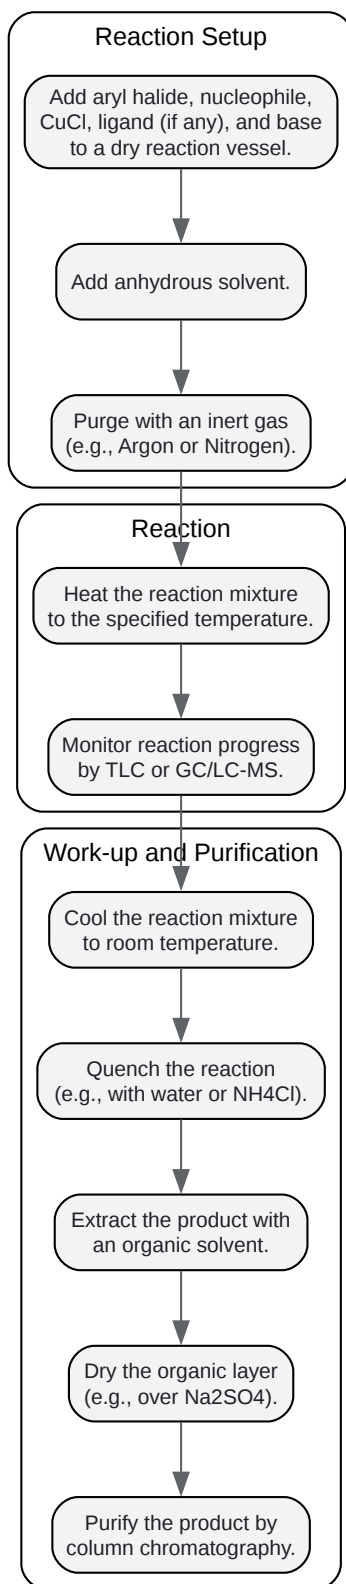 Reaction Setup
Add aryl halide, nucleophile,
CuCl, ligand (if any), and base
to a dry reaction vessel.
Add anhydrous solvent.
Purge with an inert gas
(e.g., Argon or Nitrogen).
Reaction
Heat the reaction mixture
to the specified temperature.
Monitor reaction progress
by TLC or GC/LC-MS.
Work-up and Purification
Cool the reaction mixture
to room temperature.
Quench the reaction
(e.g., with water or NH4Cl).
Extract the product with
an organic solvent.
Dry the organic layer
(e.g., over Na2SO4).
Purify the product by
column chromatography.